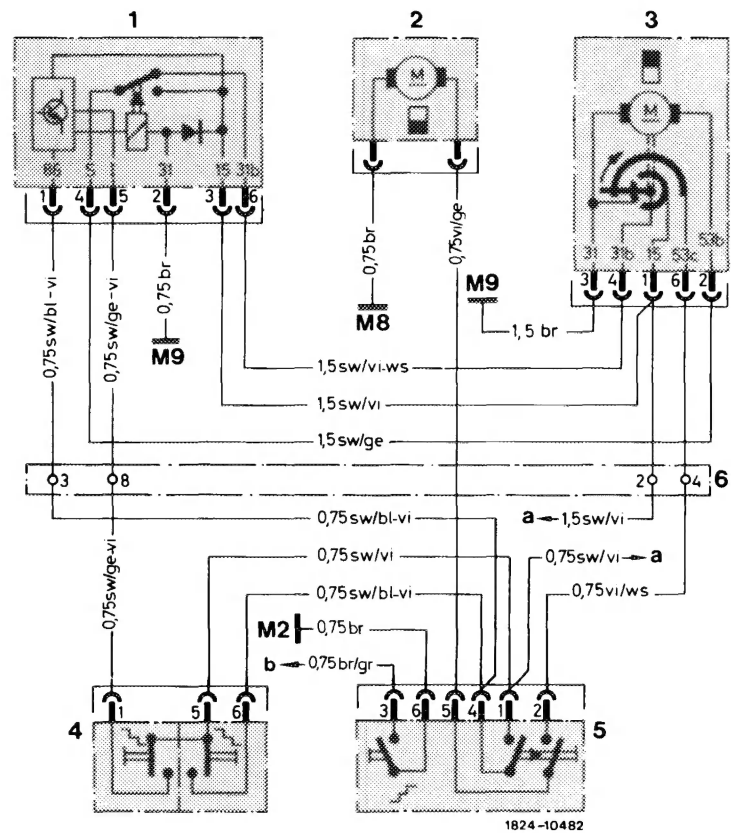 1 2 3
86 5 31 15 31b
1 4 5 2 3 6
31 31b 15 53c 53b
3 4 1 6 2
0,75sw/bl-vi
0,75sw/ge-vi
0,75 br
M9
0,75 br
M8
0,75vi/ge
M9
1,5 br
1,5sw/vi-ws
1,5sw/vi
1,5sw/ge
3 8 2 4 6
0,75sw/bl-vi
a 1,5sw/vi
0,75sw/vi
0,75sw/vi a
0,75sw/ge-vi
0,75sw/bl-vi
0,75vi/ws
M2 0,75br
b 0,75br/gr
1 5 6
3 6 5 4 1 2
4 5
M
M
1824-10482